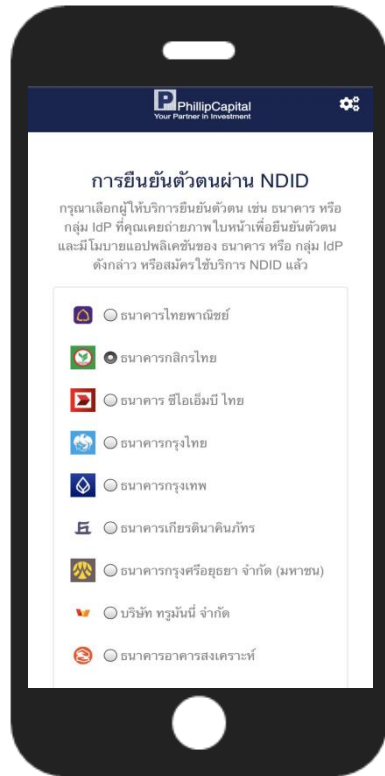 PhillipCapital
Your Partner in Investment
การยืนยันตัวตนผ่าน NDID
กรุณาเลือกผู้ให้บริการยืนยันตัวตน เช่น ธนาคาร หรือ
กลุ่ม IdP ที่คุณเคยถ่ายภาพใบหน้าเพื่อยืนยันตัวตน
และมีโมบายแอปพลิเคชันของ ธนาคาร หรือ กลุ่ม IdP
ดังกล่าว หรือสมัครใช้บริการ NDID แล้ว
ธนาคารไทยพาณิชย์
ธนาคารกสิกรไทย
ธนาคาร ซีไอเอ็มบี ไทย
ธนาคารกรุงไทย
ธนาคารกรุงเทพ
ธนาคารเกียรตินาคินภัทร
ธนาคารกรุงศรีอยุธยา จำกัด (มหาชน)
บริษัท ทรูมันนี่ จำกัด
ธนาคารอาคารสงเคราะห์